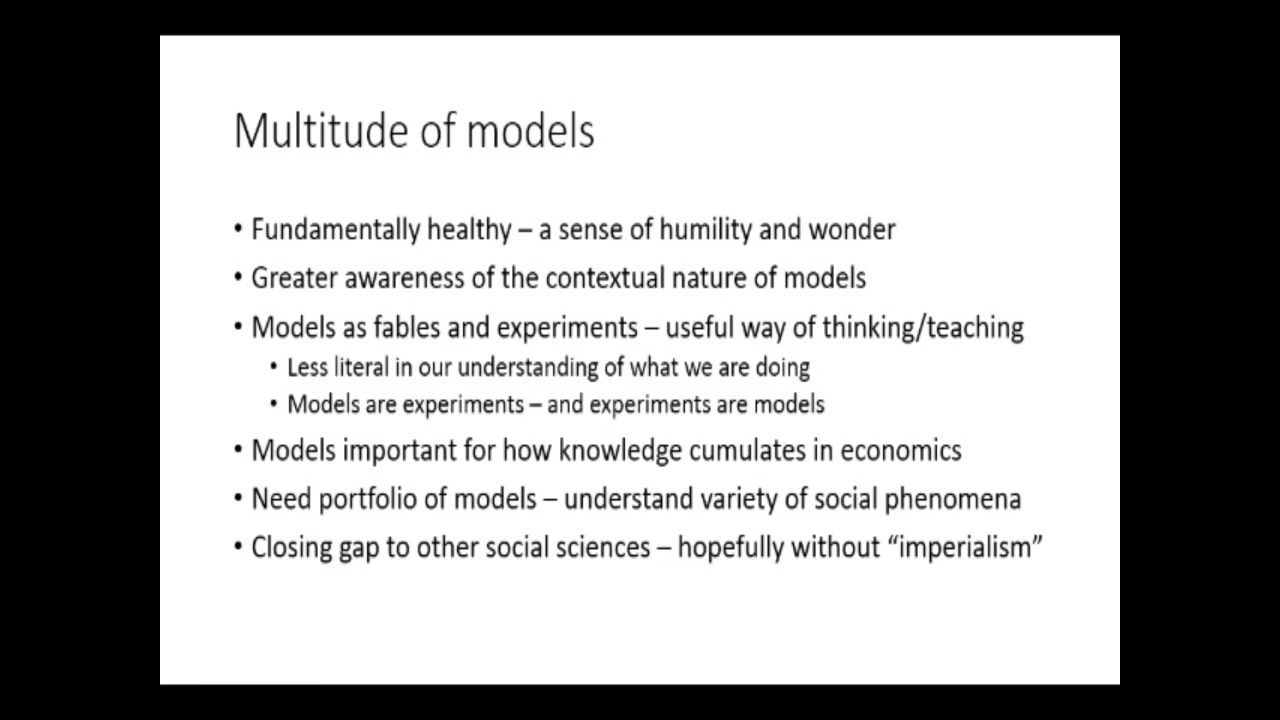 Multitude of models
• Fundamentally healthy – a sense of humility and wonder
• Greater awareness of the contextual nature of models
• Models as fables and experiments – useful way of thinking/teaching
• Less literal in our understanding of what we are doing
• Models are experiments – and experiments are models
• Models important for how knowledge cumulates in economics
• Need portfolio of models – understand variety of social phenomena
• Closing gap to other social sciences – hopefully without “imperialism”